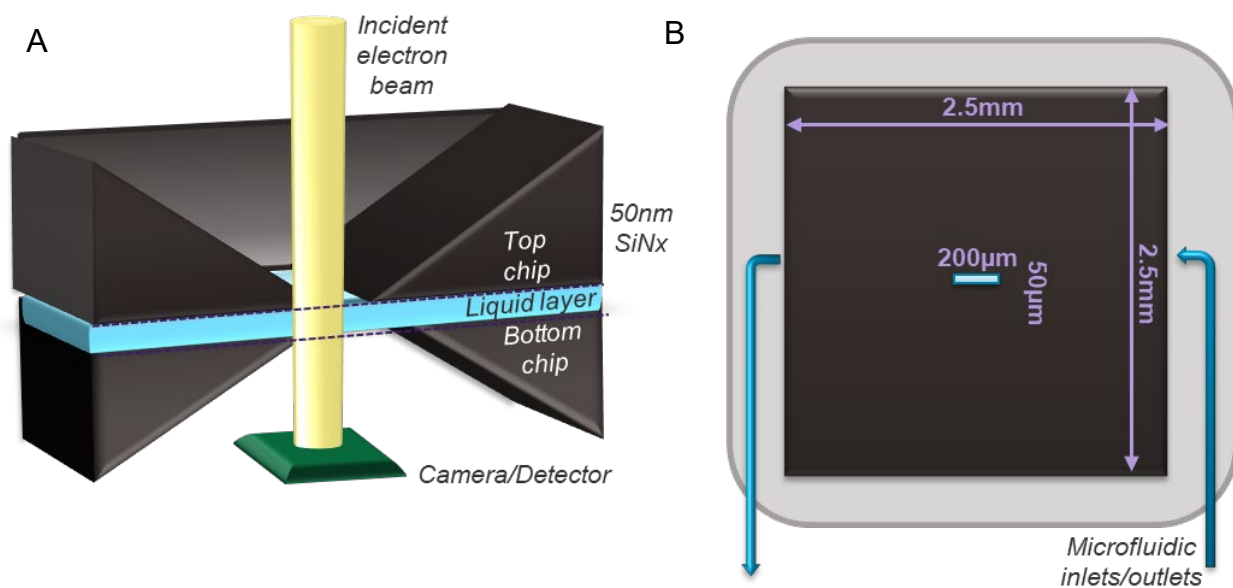 A
Incident
electron
beam
50nm
SiNx
Top
chip
Liquid layer
Bottom
chip
Camera/Detector
B
2.5mm
2.5mm
200µm
50µm
Microfluidic
inlets/outlets